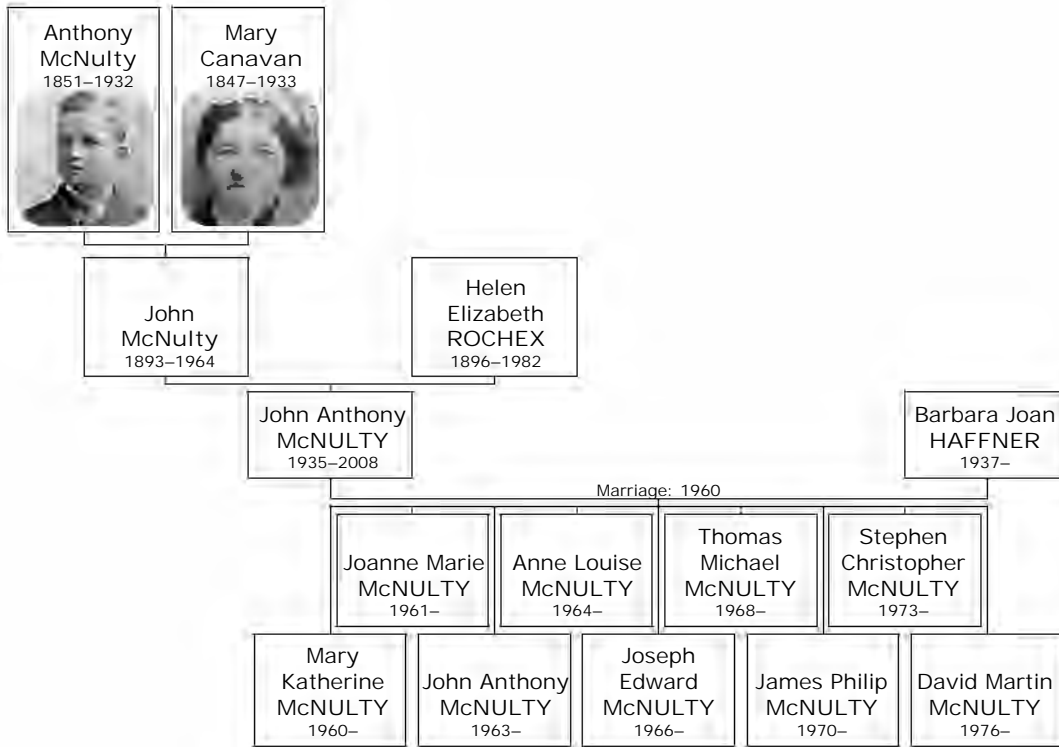 Anthony
McNulty
1851–1932
Mary
Canavan
1847–1933
John
McNulty
1893–1964
Helen
Elizabeth
ROCHEX
1896–1982
John Anthony
McNULTY
1935–2008
Barbara Joan
HAFFNER
1937–
Marriage: 1960
Joanne Marie
McNULTY
1961–
Anne Louise
McNULTY
1964–
Thomas
Michael
McNULTY
1968–
Stephen
Christopher
McNULTY
1973–
Mary
Katherine
McNULTY
1960–
John Anthony
McNULTY
1963–
Joseph
Edward
McNULTY
1966–
James Philip
McNULTY
1970–
David Martin
McNULTY
1976–